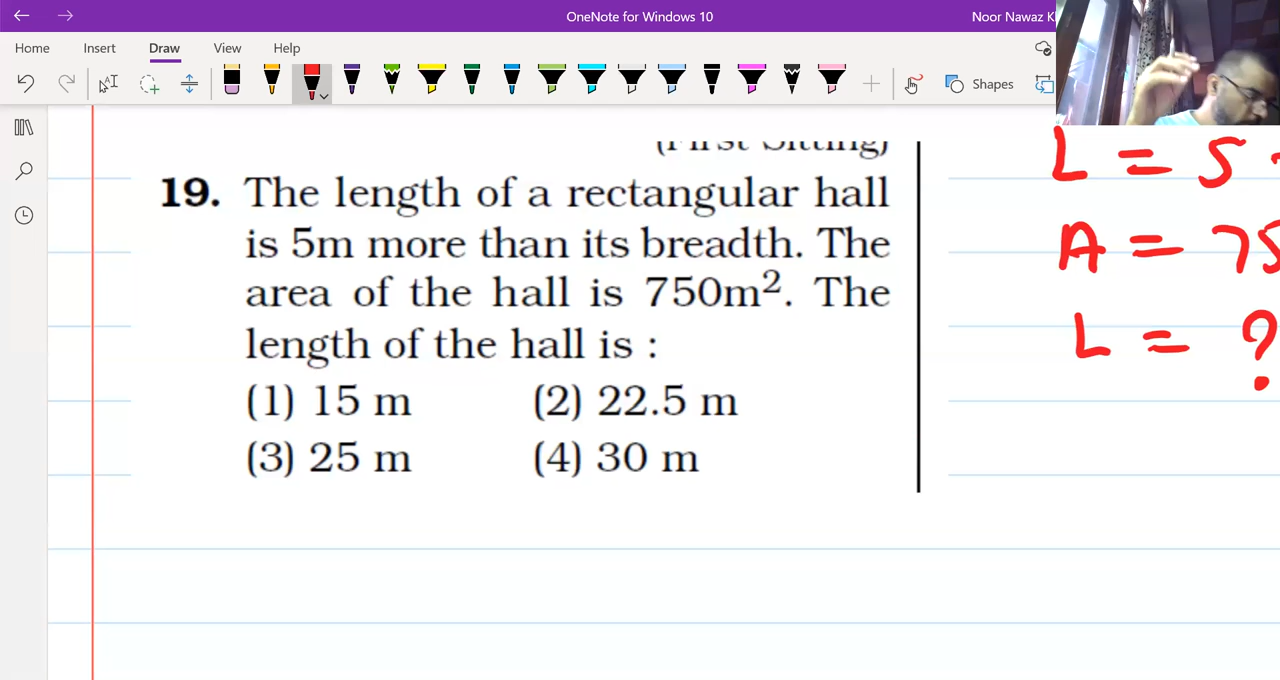 OneNote for Windows 10
Noor Nawaz K
Home Insert Draw View Help
Shapes
19. The length of a rectangular hall
is 5m more than its breadth. The
area of the hall is 750m². The
length of the hall is :
(1) 15 m (2) 22.5 m
(3) 25 m (4) 30 m
L = 5
A = 75
L = ?